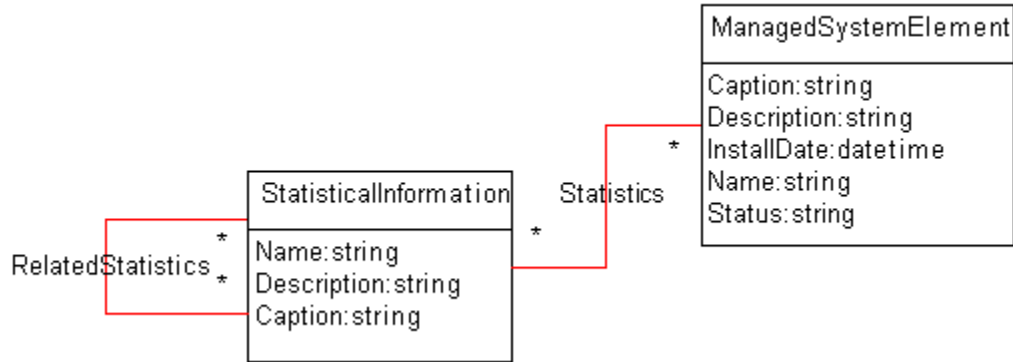 ManagedSystemElement
Caption:string
Description:string
InstallDate:datetime
Name:string
Status:string
*
Statistics
*
StatisticalInformation
Name:string
Description:string
Caption:string
*
RelatedStatistics
*